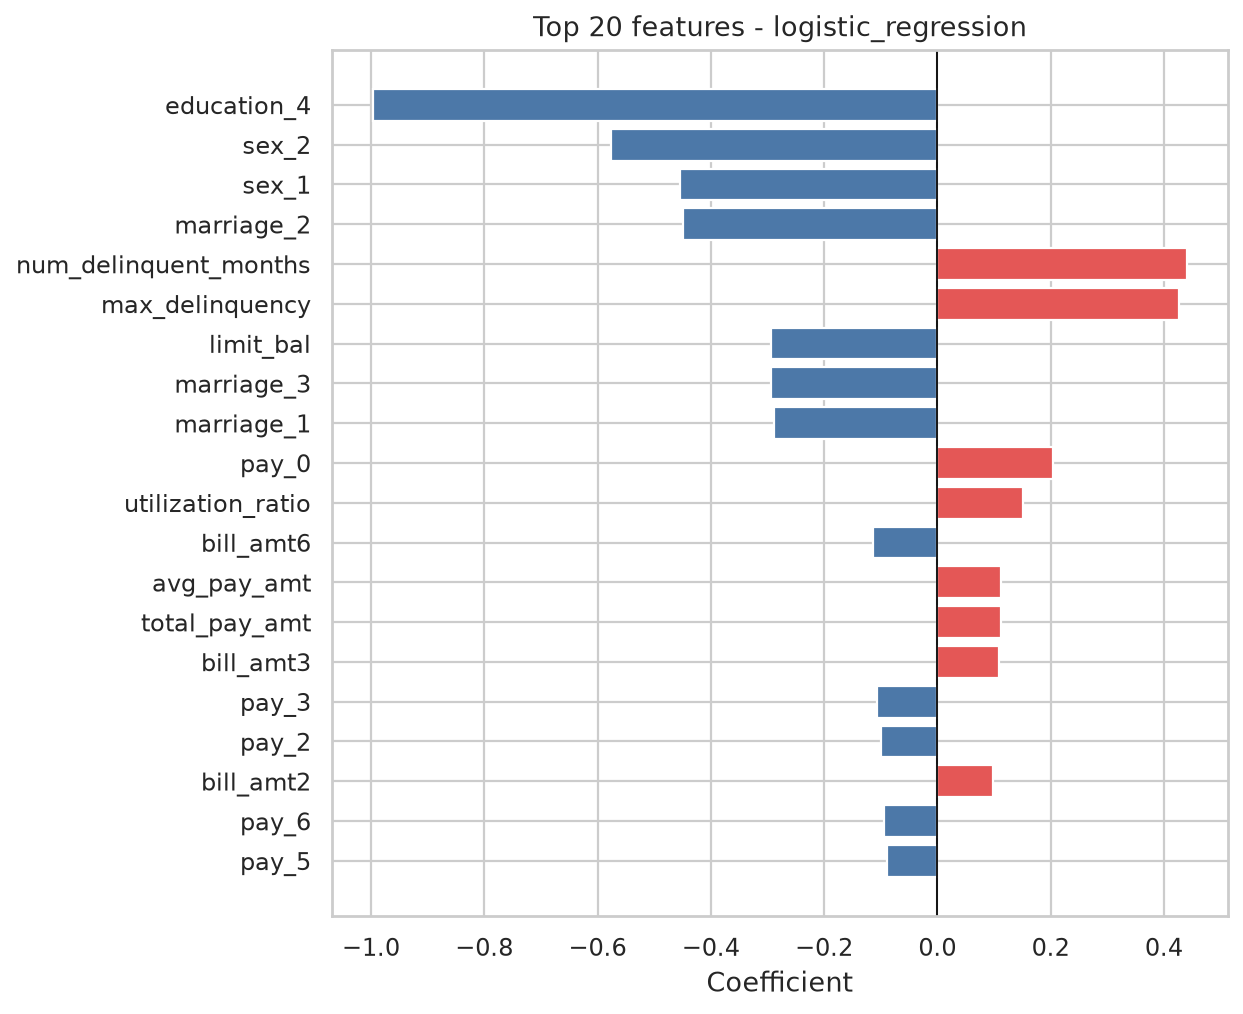 Top 20 features - logistic_regression
education_4
sex_2
sex_1
marriage_2
num_delinquent_months
max_delinquency
limit_bal
marriage_3
marriage_1
pay_0
utilization_ratio
bill_amt6
avg_pay_amt
total_pay_amt
bill_amt3
pay_3
pay_2
bill_amt2
pay_6
pay_5
−1.0 −0.8 −0.6 −0.4 −0.2 0.0 0.2 0.4
Coefficient